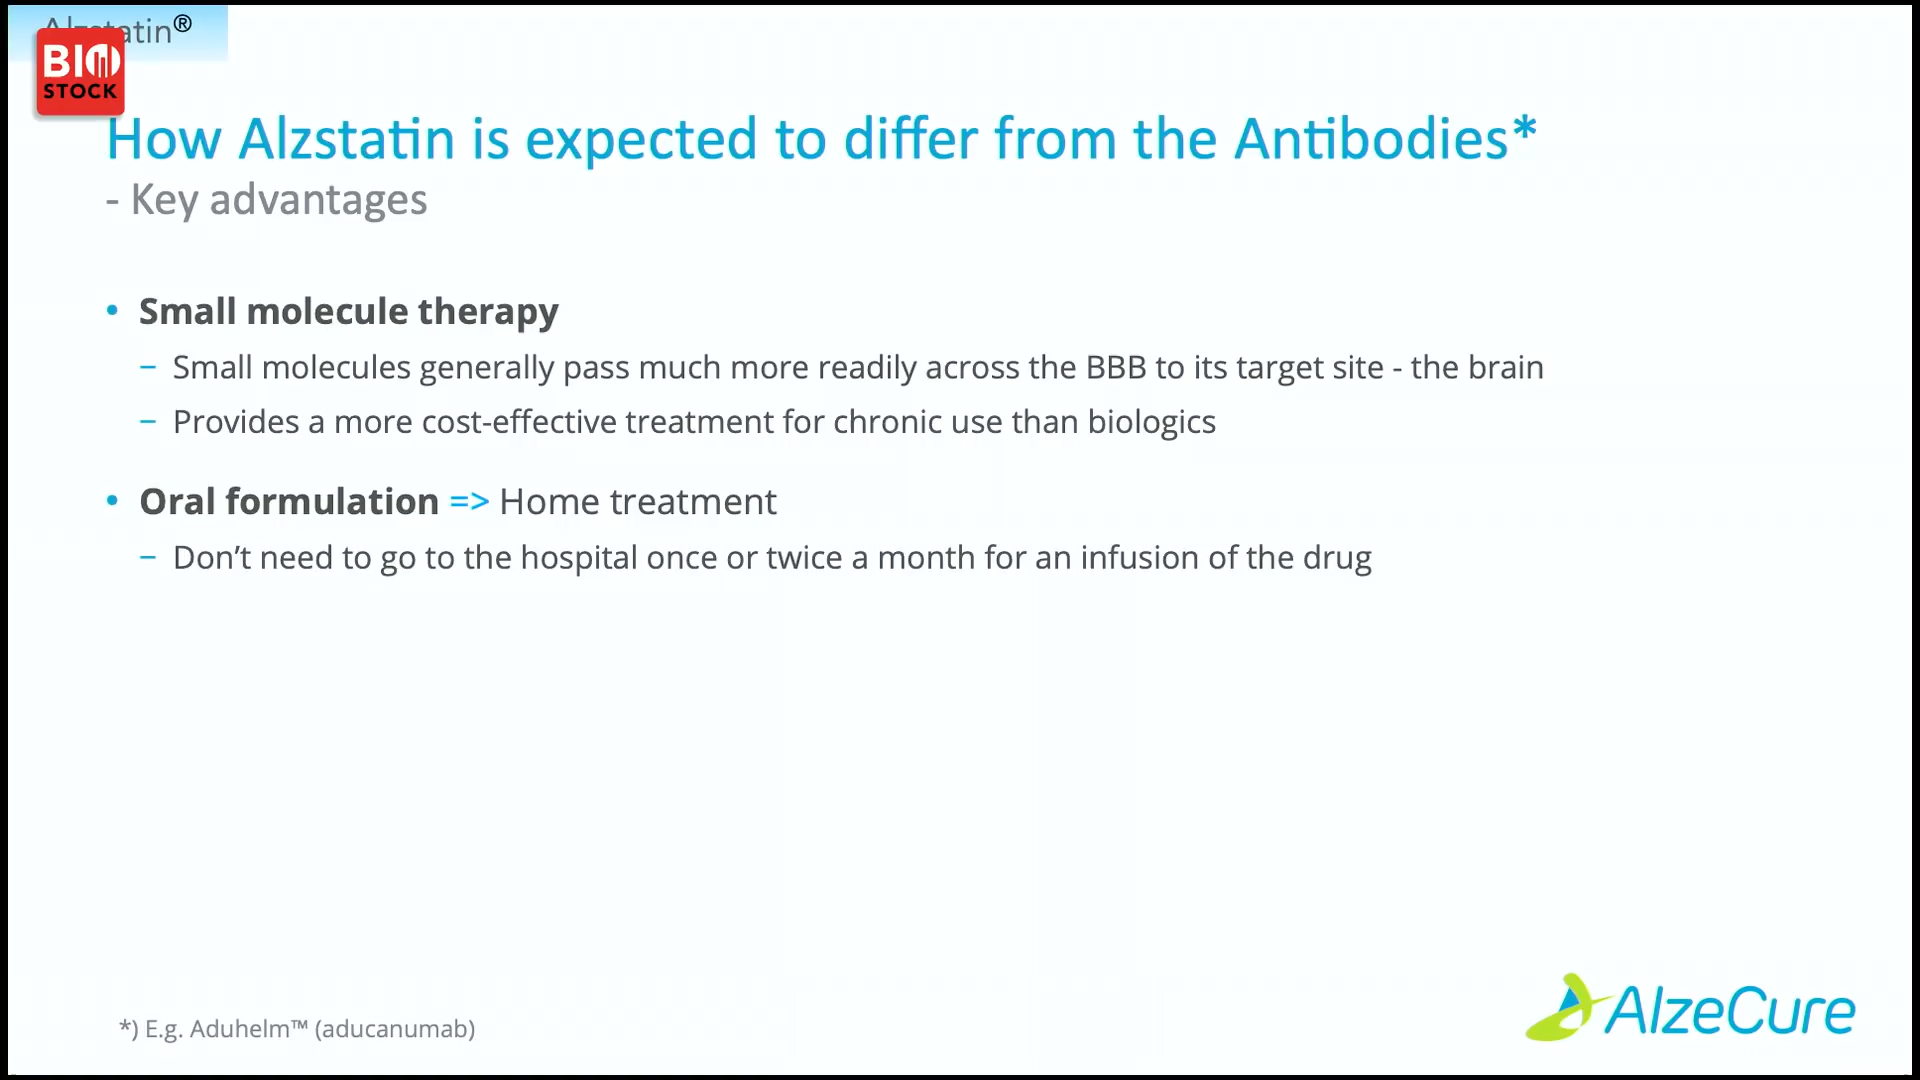 atin®
BIO
STOCK
How Alzstatin is expected to differ from the Antibodies*
- Key advantages
• Small molecule therapy
– Small molecules generally pass much more readily across the BBB to its target site - the brain
– Provides a more cost-effective treatment for chronic use than biologics
• Oral formulation => Home treatment
– Don’t need to go to the hospital once or twice a month for an infusion of the drug
*) E.g. Aduhelm™ (aducanumab)
AlzeCure